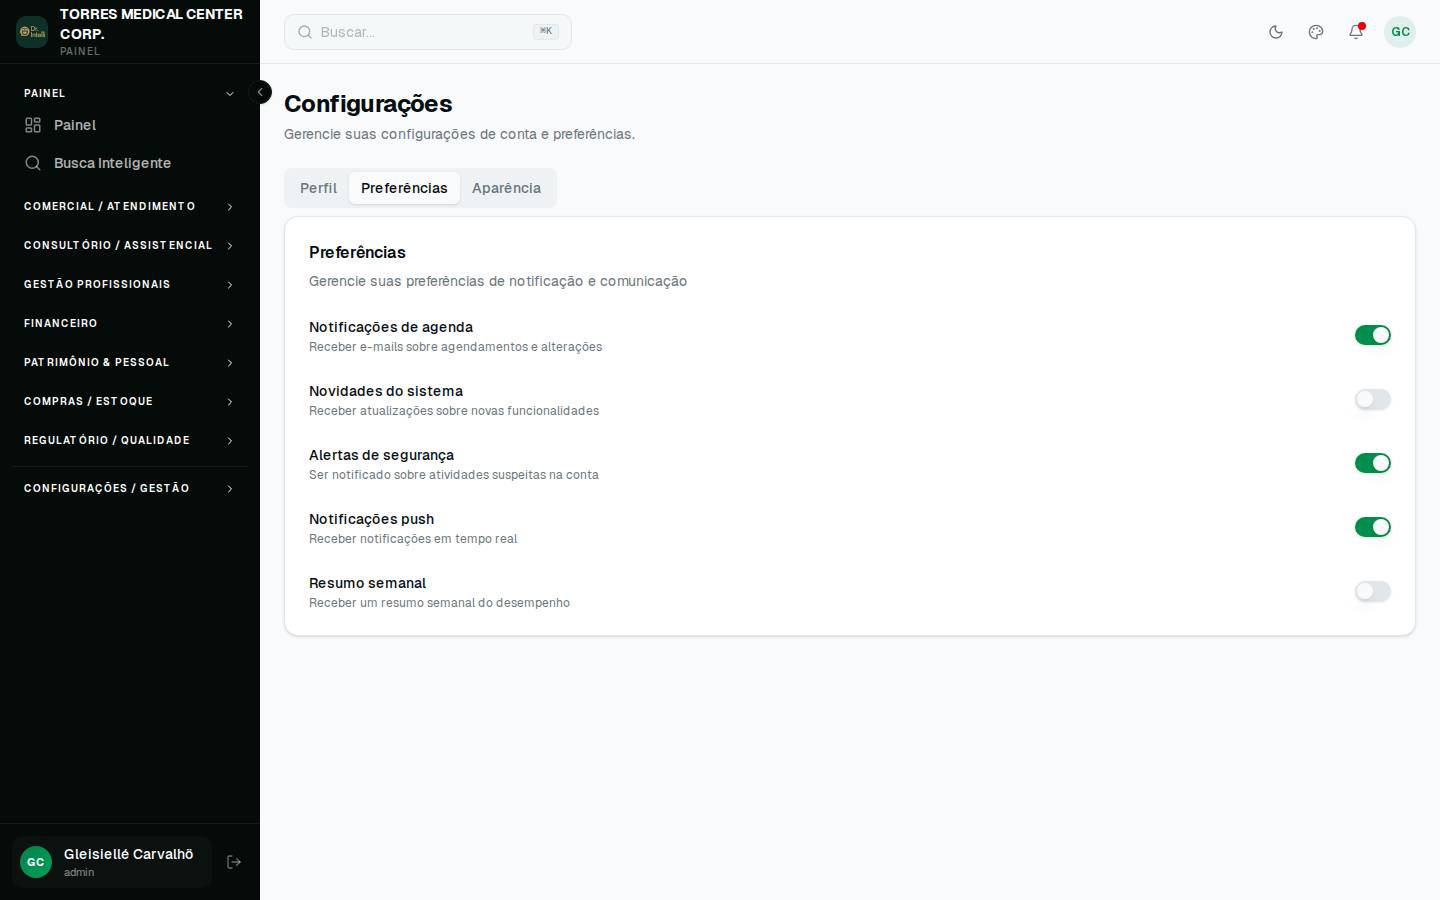 Dr.
Intelli
TORRES MEDICAL CENTER
CORP.
PAINEL
PAINEL
Painel
Busca Inteligente
COMERCIAL / ATENDIMENTO
CONSULTÓRIO / ASSISTENCIAL
GESTÃO PROFISSIONAIS
FINANCEIRO
PATRIMÔNIO & PESSOAL
COMPRAS / ESTOQUE
REGULATÓRIO / QUALIDADE
CONFIGURAÇÕES / GESTÃO
GC
Gleisiellé Carvalhö
admin
Buscar...
⌘K
GC
Configurações
Gerencie suas configurações de conta e preferências.
Perfil
Preferências
Aparência
Preferências
Gerencie suas preferências de notificação e comunicação
Notificações de agenda
Receber e-mails sobre agendamentos e alterações
Novidades do sistema
Receber atualizações sobre novas funcionalidades
Alertas de segurança
Ser notificado sobre atividades suspeitas na conta
Notificações push
Receber notificações em tempo real
Resumo semanal
Receber um resumo semanal do desempenho